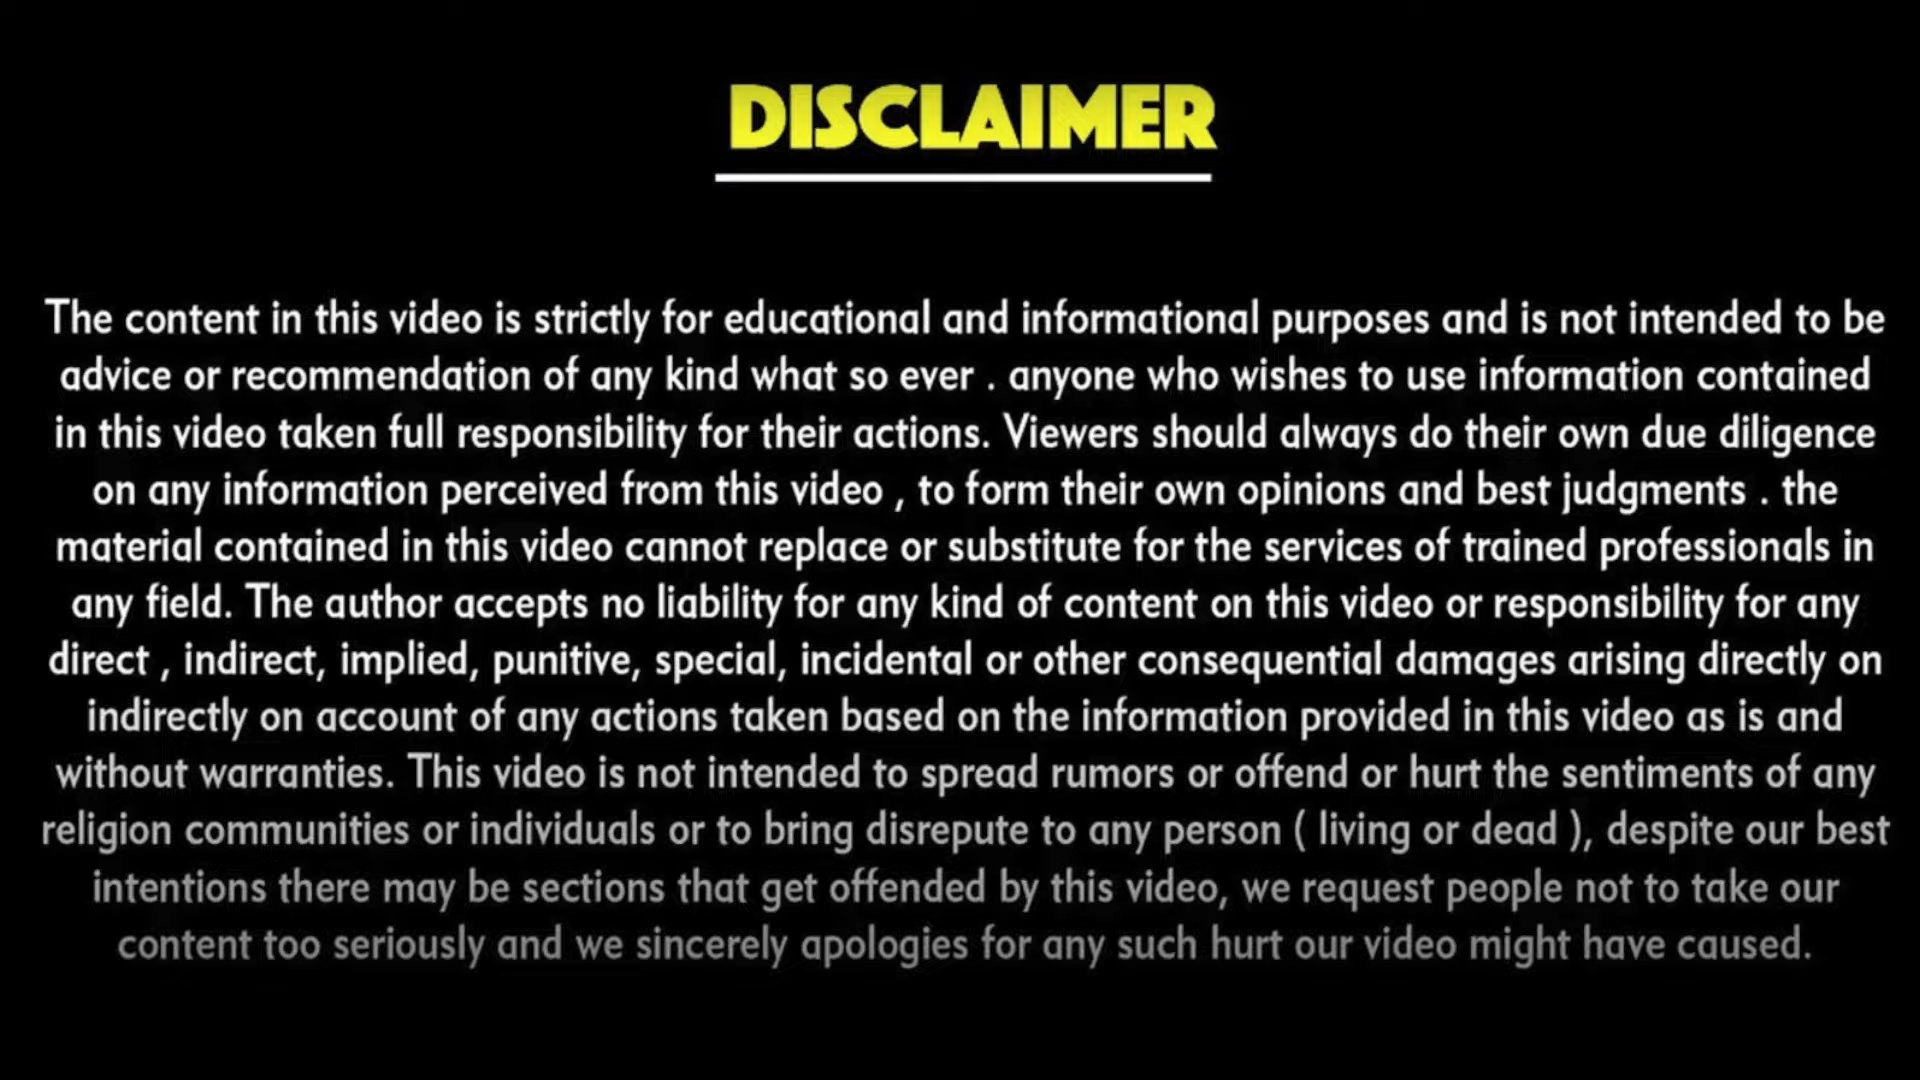 DISCLAIMER
The content in this video is strictly for educational and informational purposes and is not intended to be
advice or recommendation of any kind what so ever . anyone who wishes to use information contained
in this video taken full responsibility for their actions. Viewers should always do their own due diligence
on any information perceived from this video , to form their own opinions and best judgments . the
material contained in this video cannot replace or substitute for the services of trained professionals in
any field. The author accepts no liability for any kind of content on this video or responsibility for any
direct , indirect, implied, punitive, special, incidental or other consequential damages arising directly on
indirectly on account of any actions taken based on the information provided in this video as is and
without warranties. This video is not intended to spread rumors or offend or hurt the sentiments of any
religion communities or individuals or to bring disrepute to any person ( living or dead ), despite our best
intentions there may be sections that get offended by this video, we request people not to take our
content too seriously and we sincerely apologies for any such hurt our video might have caused.